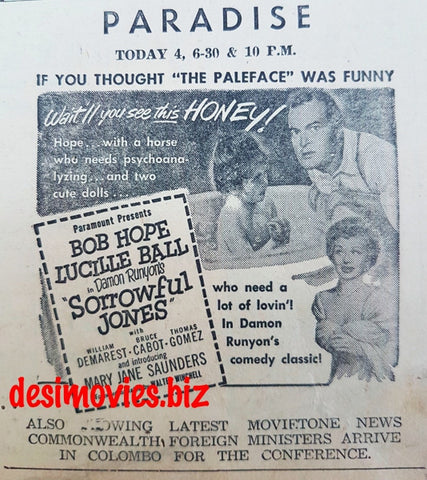 PARADISE
TODAY 4, 6-30 & 10 P.M.
IF YOU THOUGHT "THE PALEFACE" WAS FUNNY
Wait'll you see this HONEY!
Hope... with a horse
who needs psychoana-
lyzing... and two
cute dolls...
Paramount Presents
BOB HOPE
LUCILLE BALL
in Damon Runyon's
"Sorrowful
JONES"
with
WILLIAM DEMAREST · BRUCE CABOT · THOMAS GOMEZ
and introducing
MARY JANE SAUNDERS
WALTER WINCHELL
who need a
lot of lovin'!
In Damon
Runyon's
comedy classic!
desimovies.biz
ALSO SHOWING LATEST MOVIETONE NEWS
COMMONWEALTH FOREIGN MINISTERS ARRIVE
IN COLOMBO FOR THE CONFERENCE.